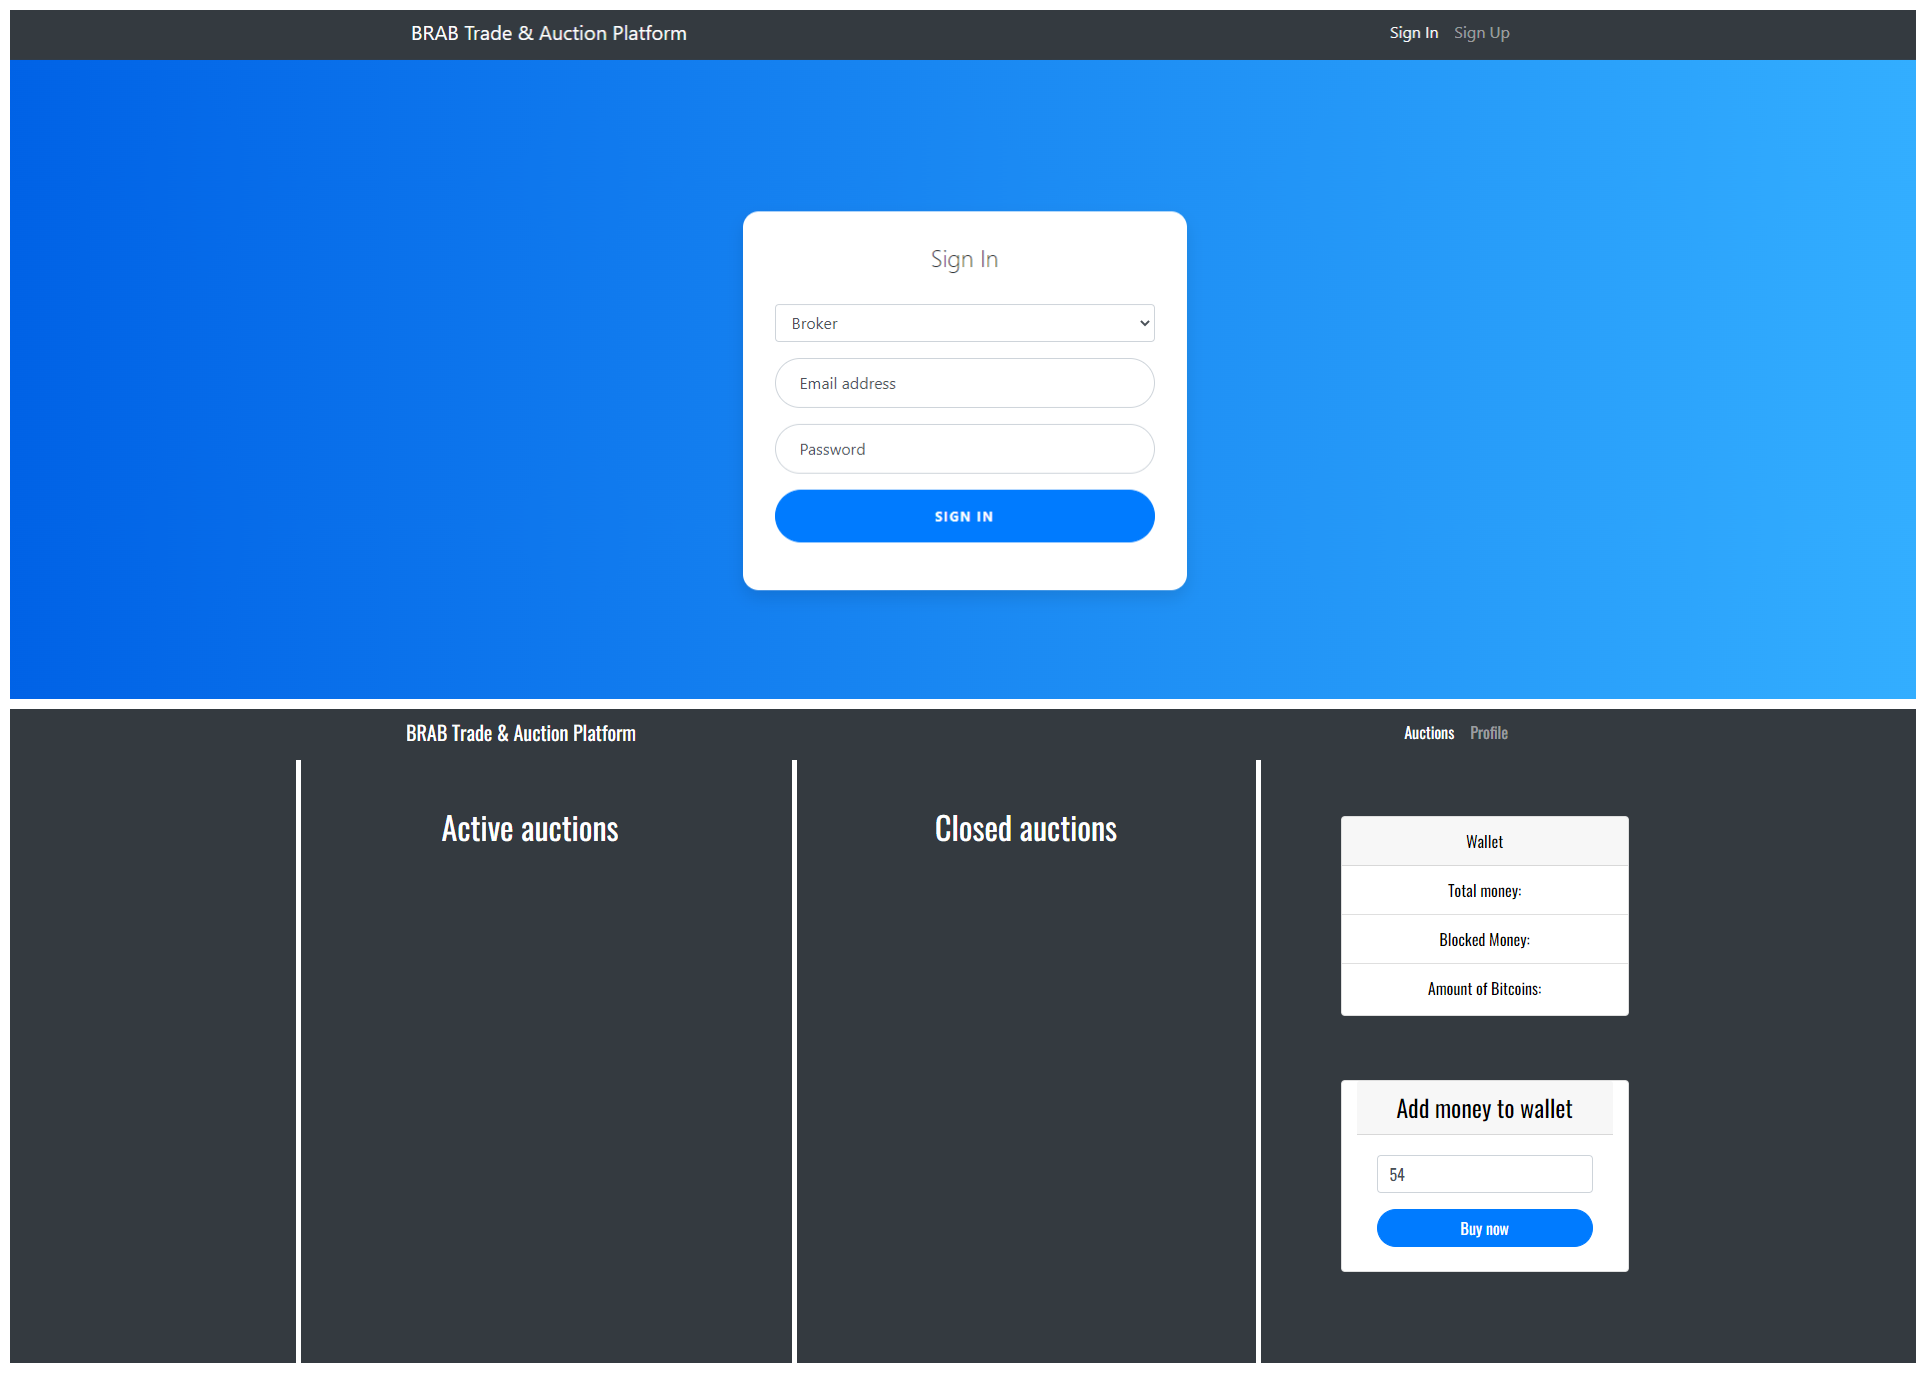 BRAB Trade & Auction Platform
Sign In Sign Up
Sign In
Broker
Email address
Password
SIGN IN
BRAB Trade & Auction Platform
Auctions Profile
Active auctions
Closed auctions
Wallet
Total money:
Blocked Money:
Amount of Bitcoins:
Add money to wallet
54
Buy now